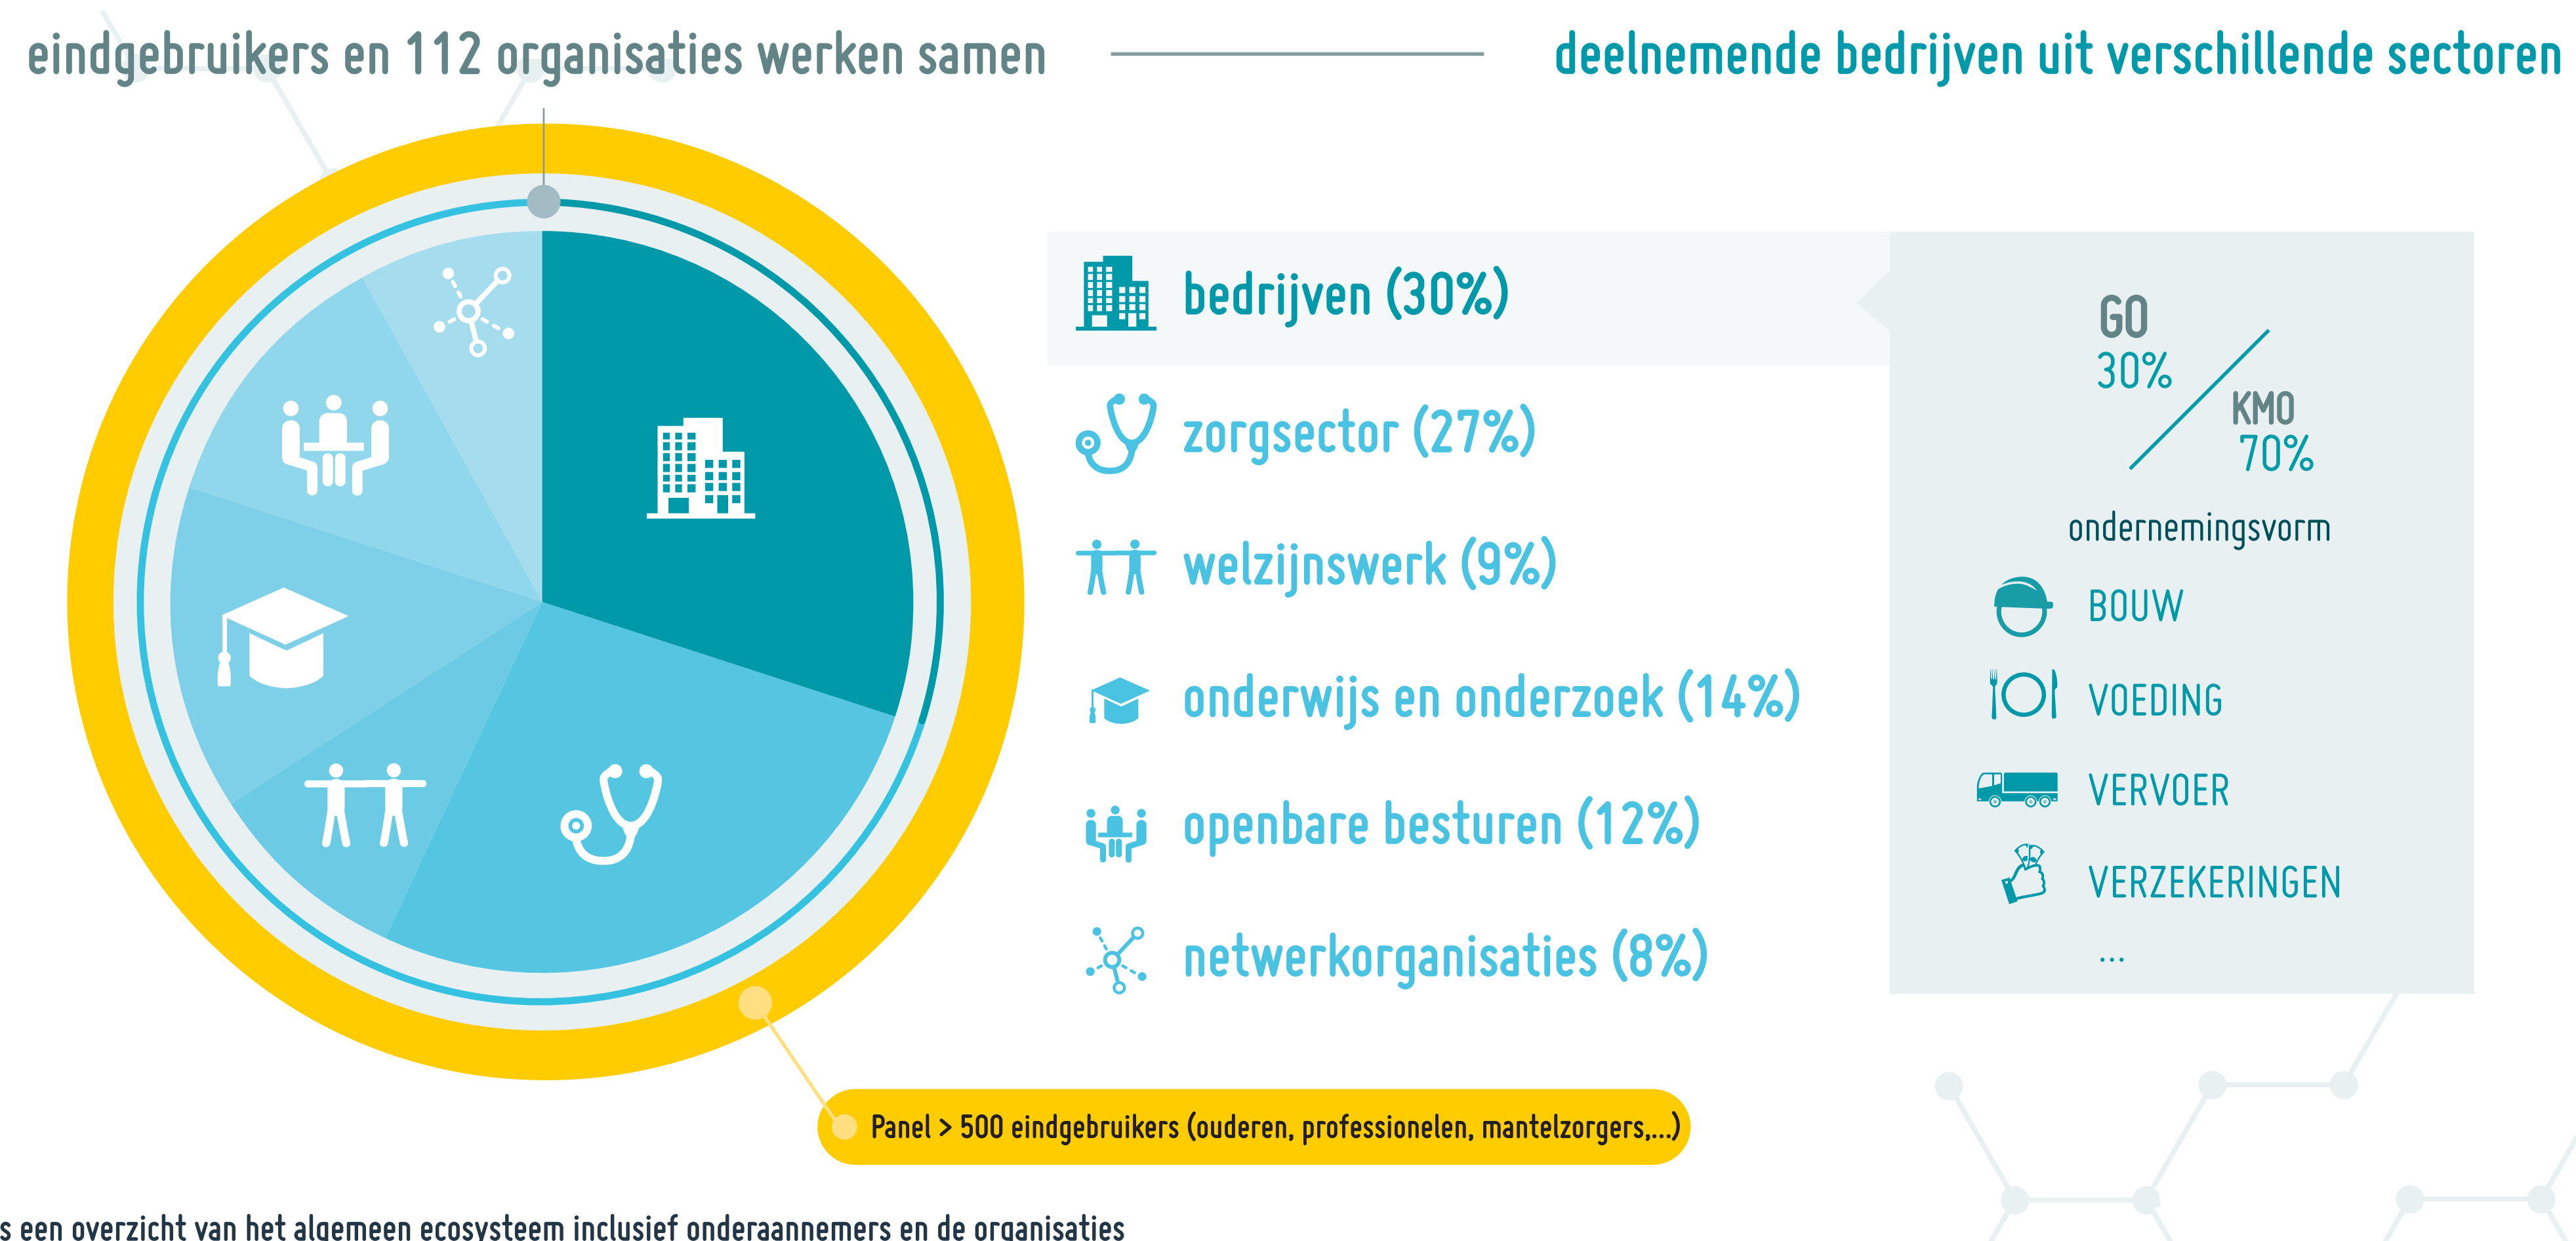 eindgebruikers en 112 organisaties werken samen
deelnemende bedrijven uit verschillende sectoren
bedrijven (30%)
zorgsector (27%)
welzijnswerk (9%)
onderwijs en onderzoek (14%)
openbare besturen (12%)
netwerkorganisaties (8%)
GO
30%
KMO
70%
ondernemingsvorm
BOUW
VOEDING
VERVOER
VERZEKERINGEN
...
Panel > 500 eindgebruikers (ouderen, professionelen, mantelzorgers,...)
s een overzicht van het algemeen ecosysteem inclusief onderaannemers en de organisaties